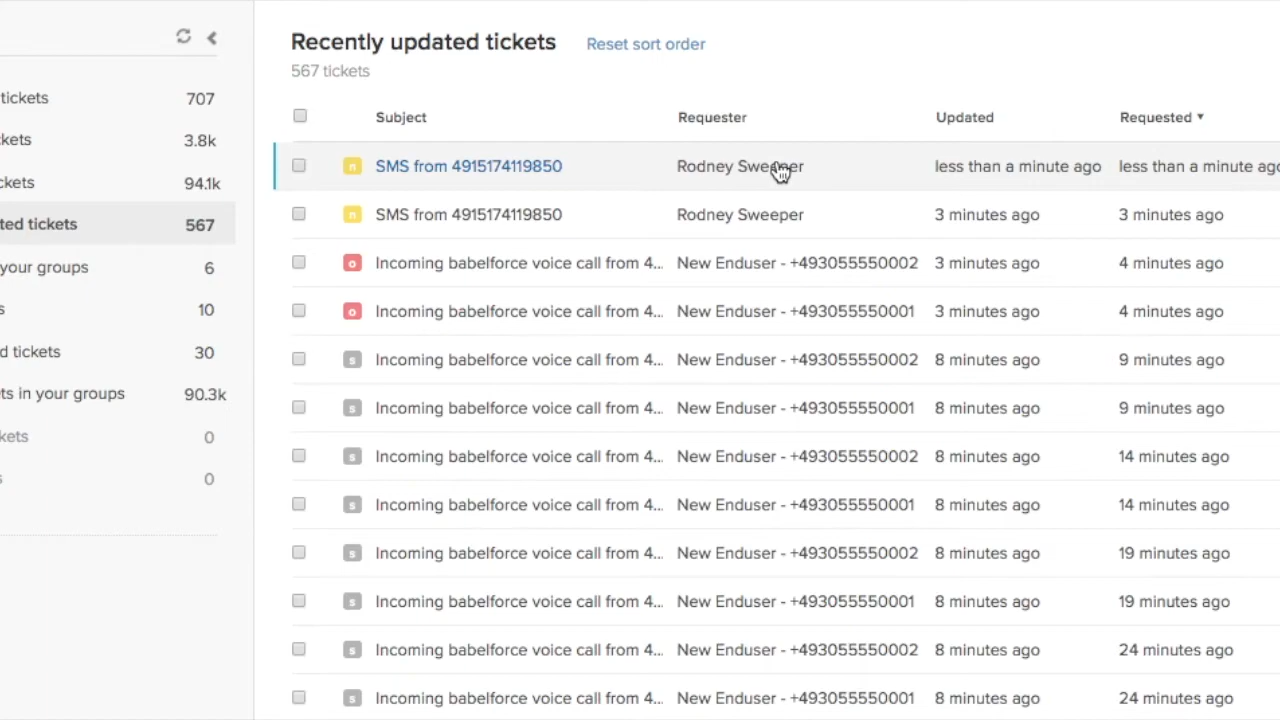 Recently updated tickets Reset sort order
567 tickets
tickets 707
kets 3.8k
ckets 94.1k
ted tickets 567
your groups 6
s 10
d tickets 30
ts in your groups 90.3k
kets 0
s 0
Subject Requester Updated Requested
n SMS from 4915174119850 Rodney Sweeper less than a minute ago less than a minute ago
n SMS from 4915174119850 Rodney Sweeper 3 minutes ago 3 minutes ago
o Incoming babelforce voice call from 4... New Enduser - +493055550002 3 minutes ago 4 minutes ago
o Incoming babelforce voice call from 4... New Enduser - +493055550001 3 minutes ago 4 minutes ago
s Incoming babelforce voice call from 4... New Enduser - +493055550002 8 minutes ago 9 minutes ago
s Incoming babelforce voice call from 4... New Enduser - +493055550001 8 minutes ago 9 minutes ago
s Incoming babelforce voice call from 4... New Enduser - +493055550002 8 minutes ago 14 minutes ago
s Incoming babelforce voice call from 4... New Enduser - +493055550001 8 minutes ago 14 minutes ago
s Incoming babelforce voice call from 4... New Enduser - +493055550002 8 minutes ago 19 minutes ago
s Incoming babelforce voice call from 4... New Enduser - +493055550001 8 minutes ago 19 minutes ago
s Incoming babelforce voice call from 4... New Enduser - +493055550002 8 minutes ago 24 minutes ago
s Incoming babelforce voice call from 4... New Enduser - +493055550001 8 minutes ago 24 minutes ago